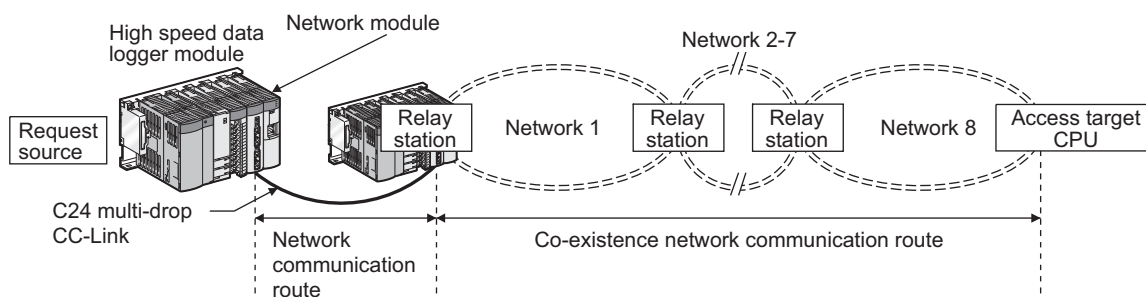 High speed data
logger module
Network module
Network 2-7
Request
source
Relay
station
Network 1
Relay
station
Relay
station
Network 8
Access target
CPU
C24 multi-drop
CC-Link
Network
communication
route
Co-existence network communication route